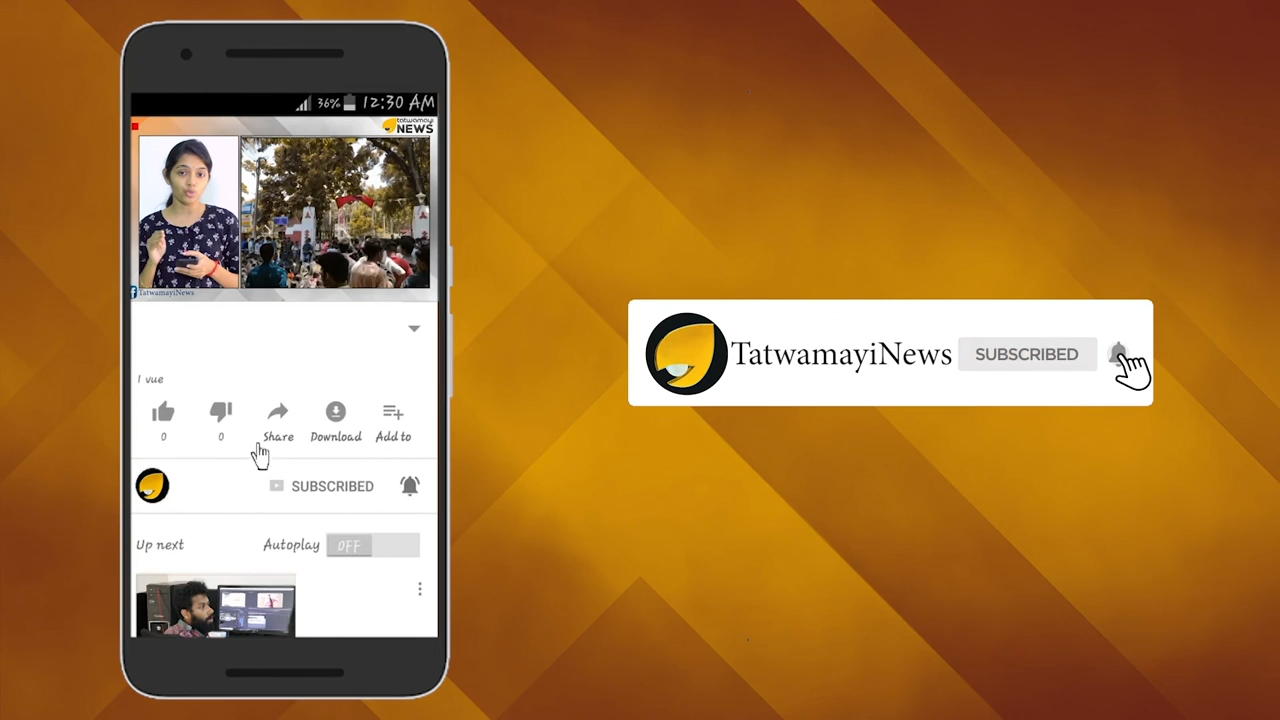 36%
12:30 AM
tatwamayi
NEWS
f TatwamayiNews
1 vue
0
0
Share
Download
Add to
SUBSCRIBED
Up next
Autoplay
OFF
TatwamayiNews
SUBSCRIBED